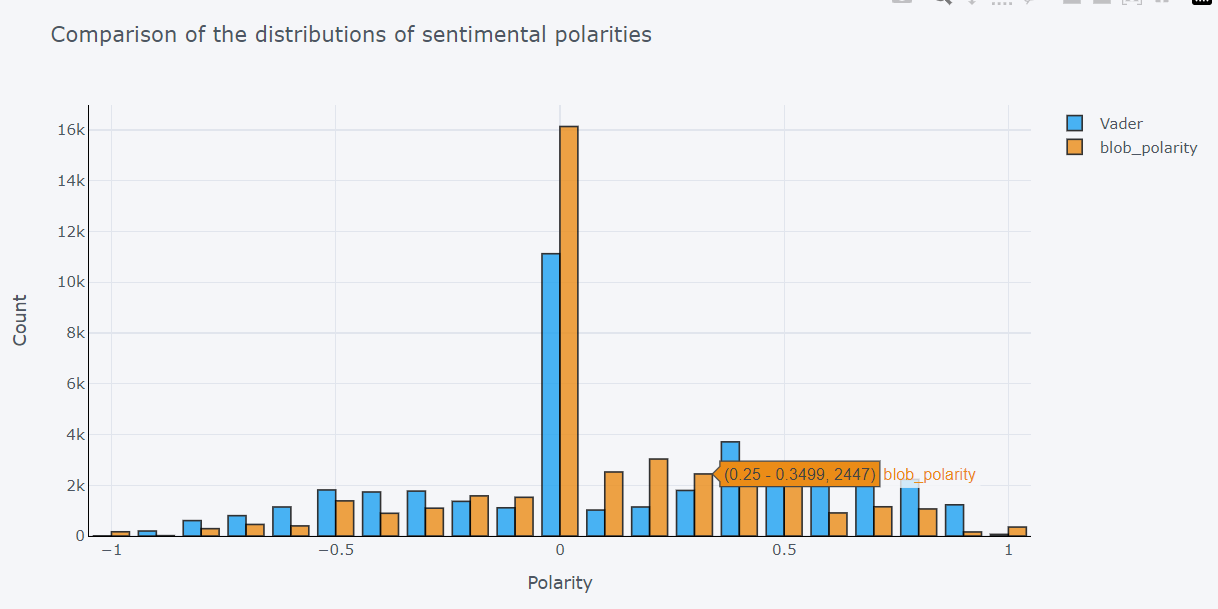 Comparison of the distributions of sentimental polarities
Vader
blob_polarity
16k
14k
12k
10k
8k
6k
4k
2k
0
Count
(0.25 - 0.3499, 2447) blob_polarity
−1
−0.5
0
0.5
1
Polarity